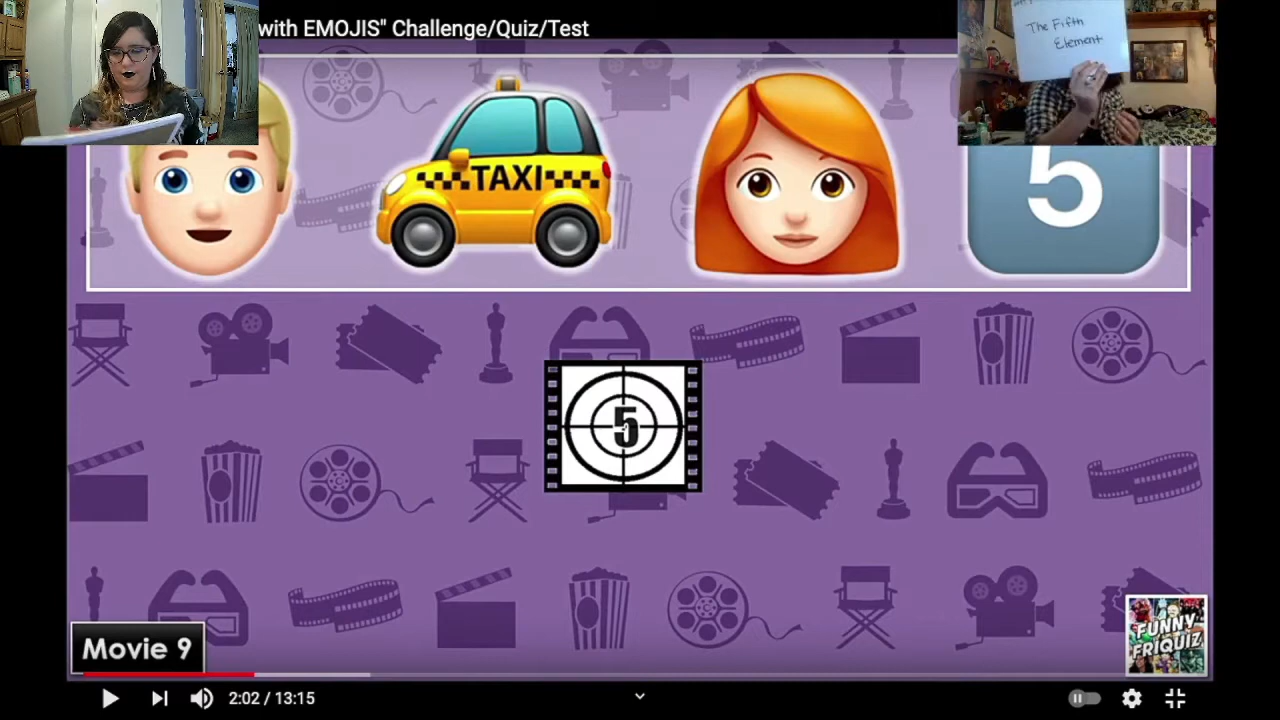 with EMOJIS" Challenge/Quiz/Test
The Fifth
Element
TAXI
5
5
Movie 9
FUNNY
FRIQUIZ
2:02 / 13:15